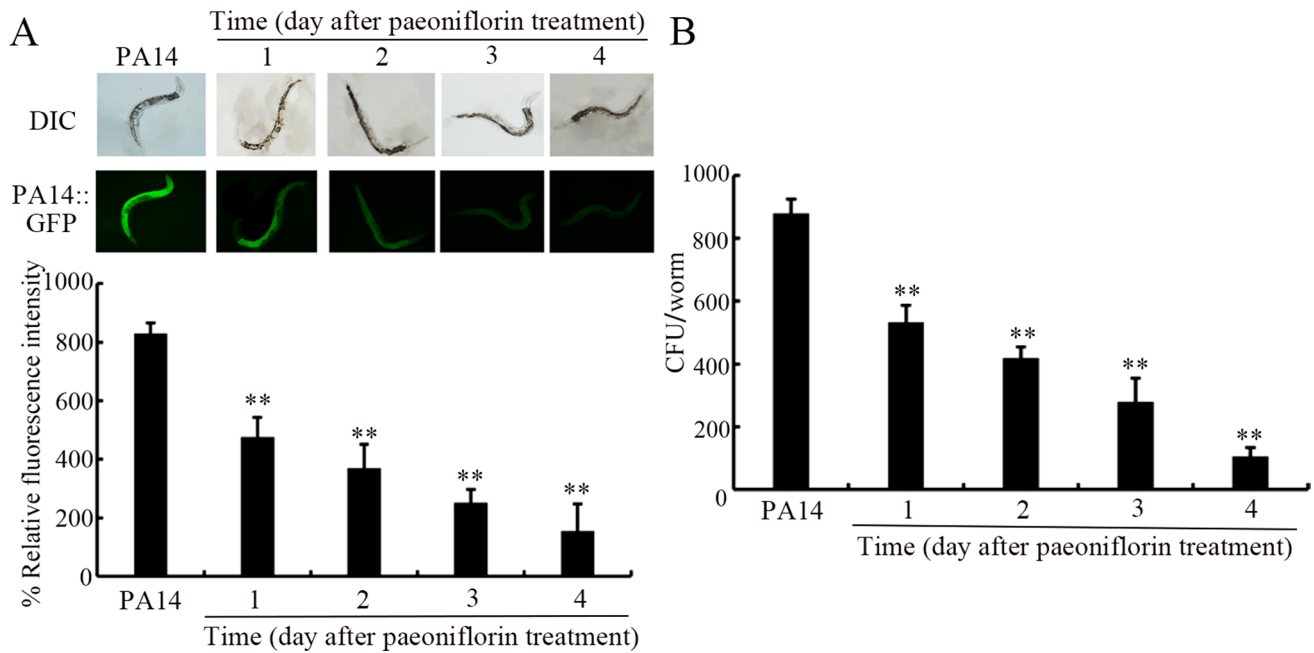 A
Time (day after paeoniflorin treatment)
PA14 1 2 3 4
DIC
PA14::
GFP
% Relative fluorescence intensity
1000
800
600
400
200
0
** ** ** **
PA14 1 2 3 4
Time (day after paeoniflorin treatment)
B
CFU/worm
1000
800
600
400
200
0
** ** ** **
PA14 1 2 3 4
Time (day after paeoniflorin treatment)